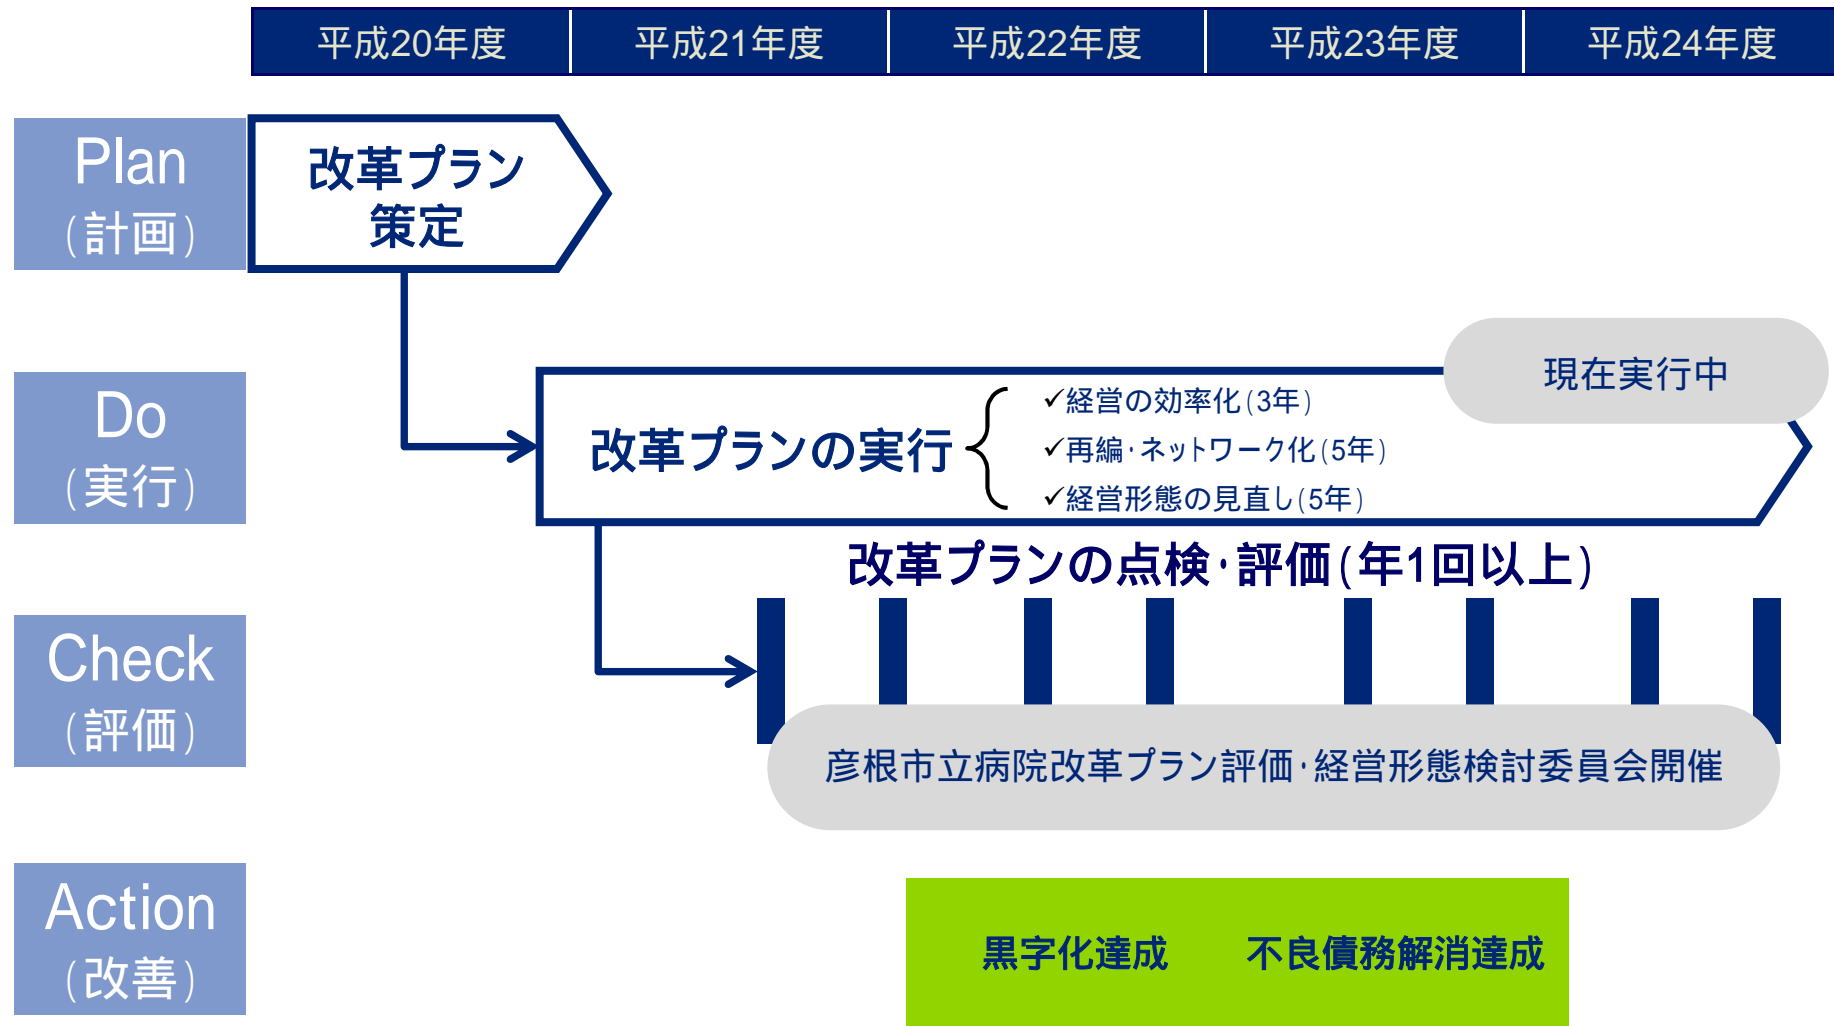 平成20年度 平成21年度 平成22年度 平成23年度 平成24年度
Plan
(計画)
改革プラン
策定
現在実行中
Do
(実行)
改革プランの実行
✓経営の効率化(3年)
✓再編・ネットワーク化(5年)
✓経営形態の見直し(5年)
改革プランの点検・評価(年1回以上)
Check
(評価)
彦根市立病院改革プラン評価・経営形態検討委員会開催
Action
(改善)
黒字化達成 不良債務解消達成